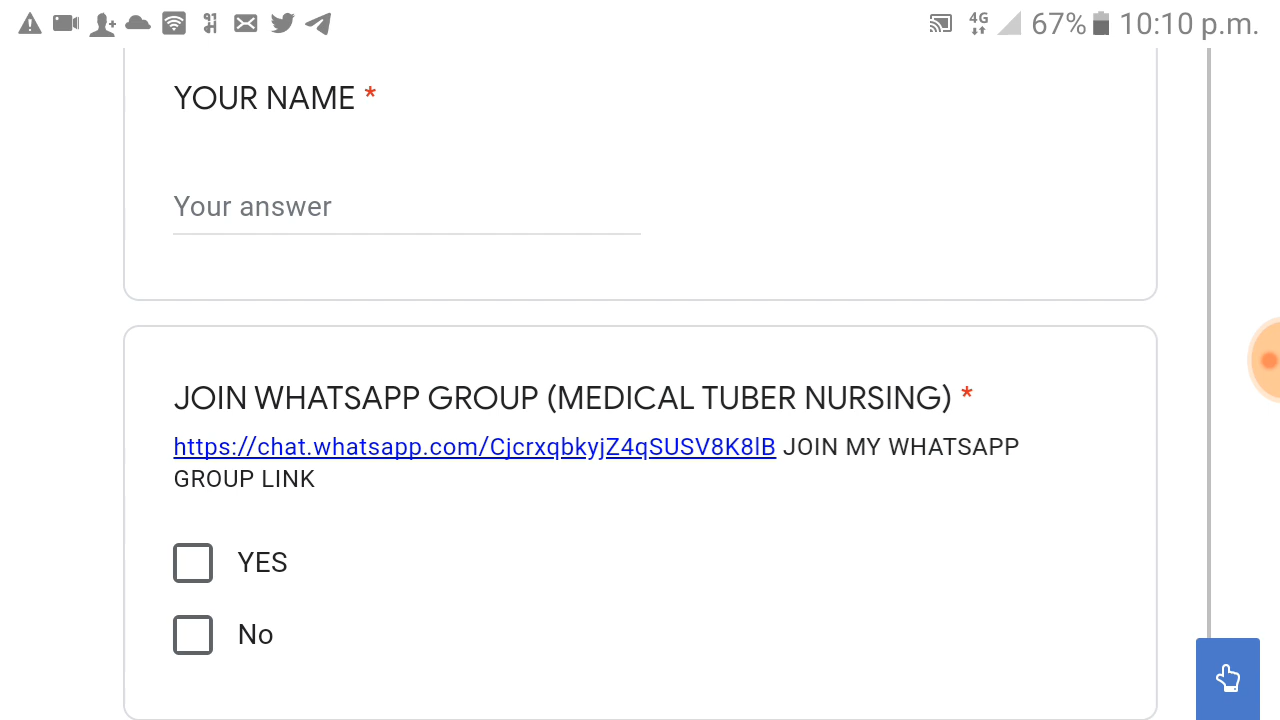 4G 67% 10:10 p.m.
YOUR NAME *
Your answer
JOIN WHATSAPP GROUP (MEDICAL TUBER NURSING) *
https://chat.whatsapp.com/CjcrxqbkyjZ4qSUSV8K8lB JOIN MY WHATSAPP
GROUP LINK
YES
No